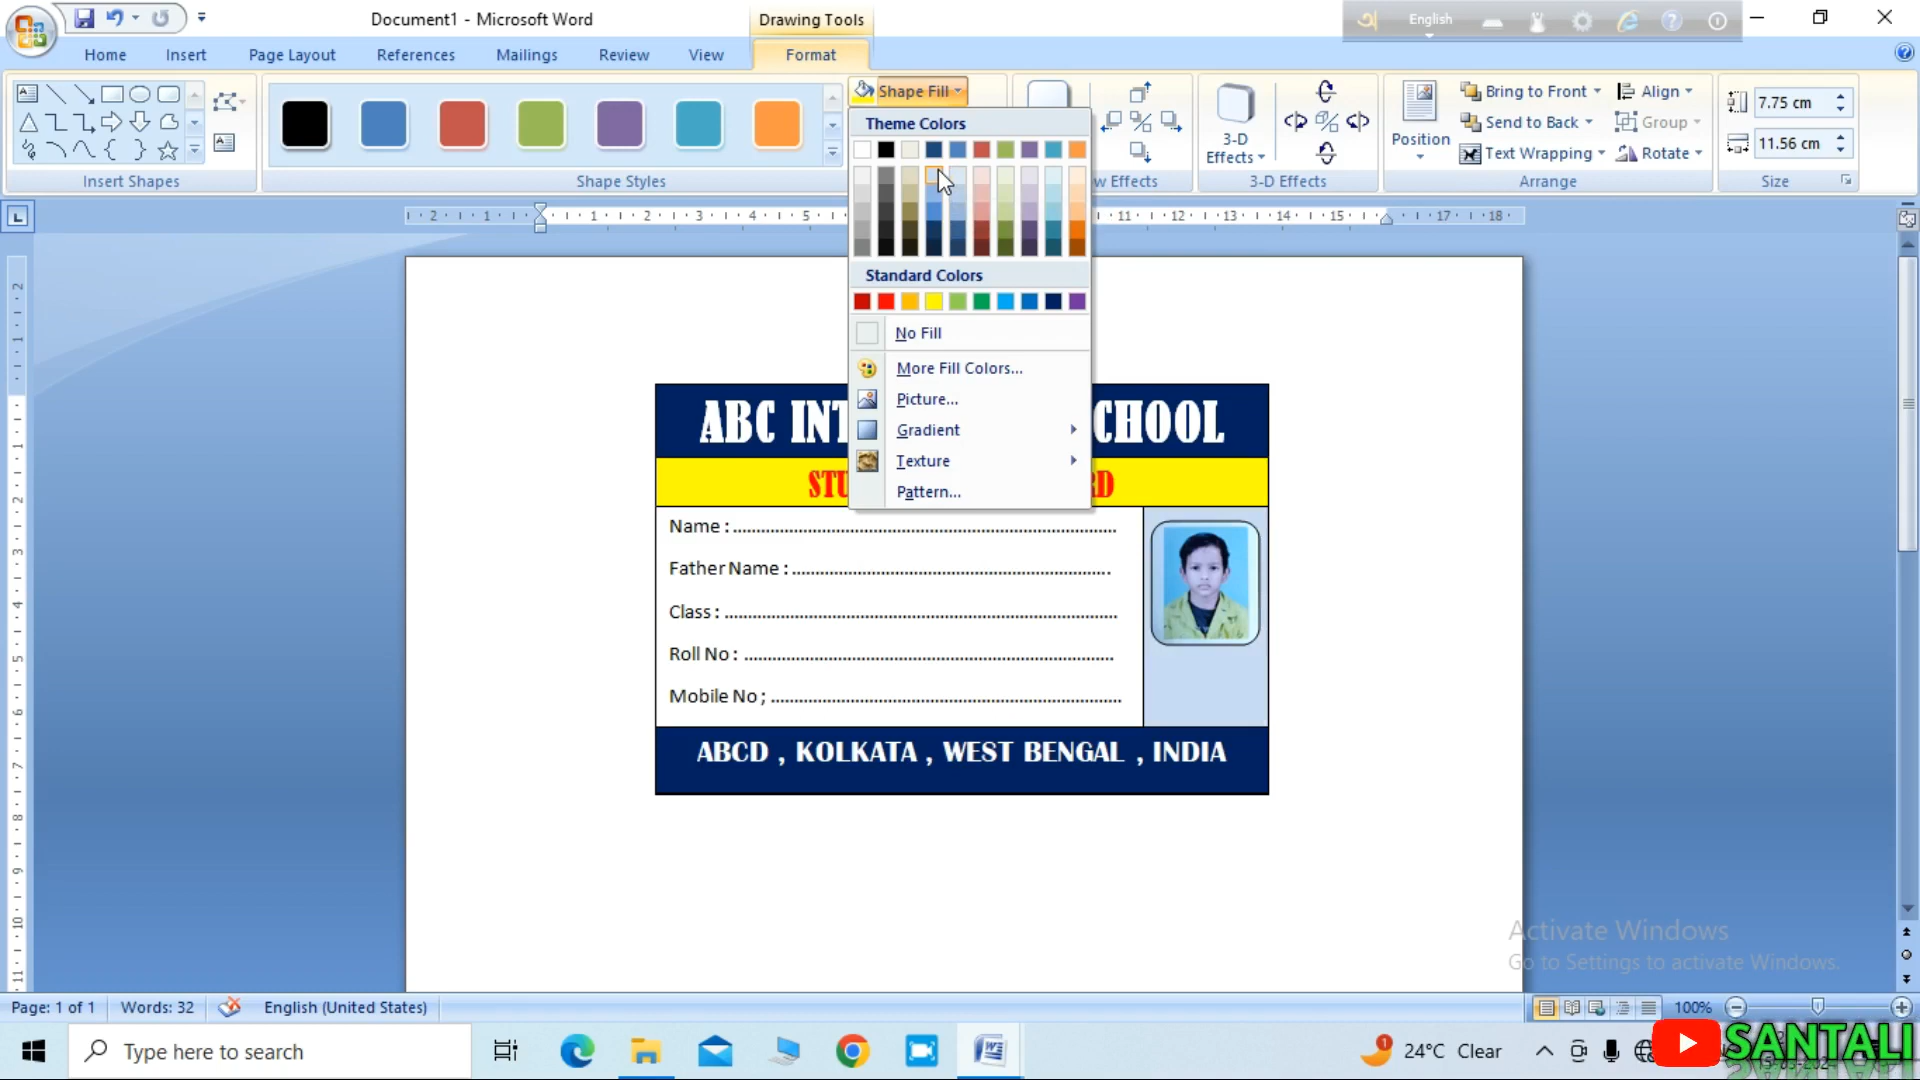 Document1 - Microsoft Word
Drawing Tools
English
Home
Insert
Page Layout
References
Mailings
Review
View
Format
Shape Fill
3-D Effects
Position
Bring to Front
Send to Back
Text Wrapping
Align
Group
Rotate
7.75 cm
11.56 cm
Insert Shapes
Shape Styles
w Effects
3-D Effects
Arrange
Size
Theme Colors
Standard Colors
No Fill
More Fill Colors...
Picture...
Gradient
Texture
Pattern...
ABC INT CHOOL
STU RD
Name : ................................................................................
Father Name : ...................................................................
Class : ..................................................................................
Roll No : ..............................................................................
Mobile No ; ..........................................................................
ABCD , KOLKATA , WEST BENGAL , INDIA
Activate Windows
Go to Settings to activate Windows.
Page: 1 of 1
Words: 32
English (United States)
100%
Type here to search
24°C Clear
SANTALI